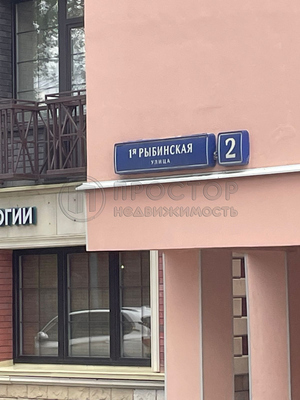 1я РЫБИНСКАЯ
УЛИЦА
2
ОГИИ
ПРОСТОР
НЕДВИЖИМОСТЬ